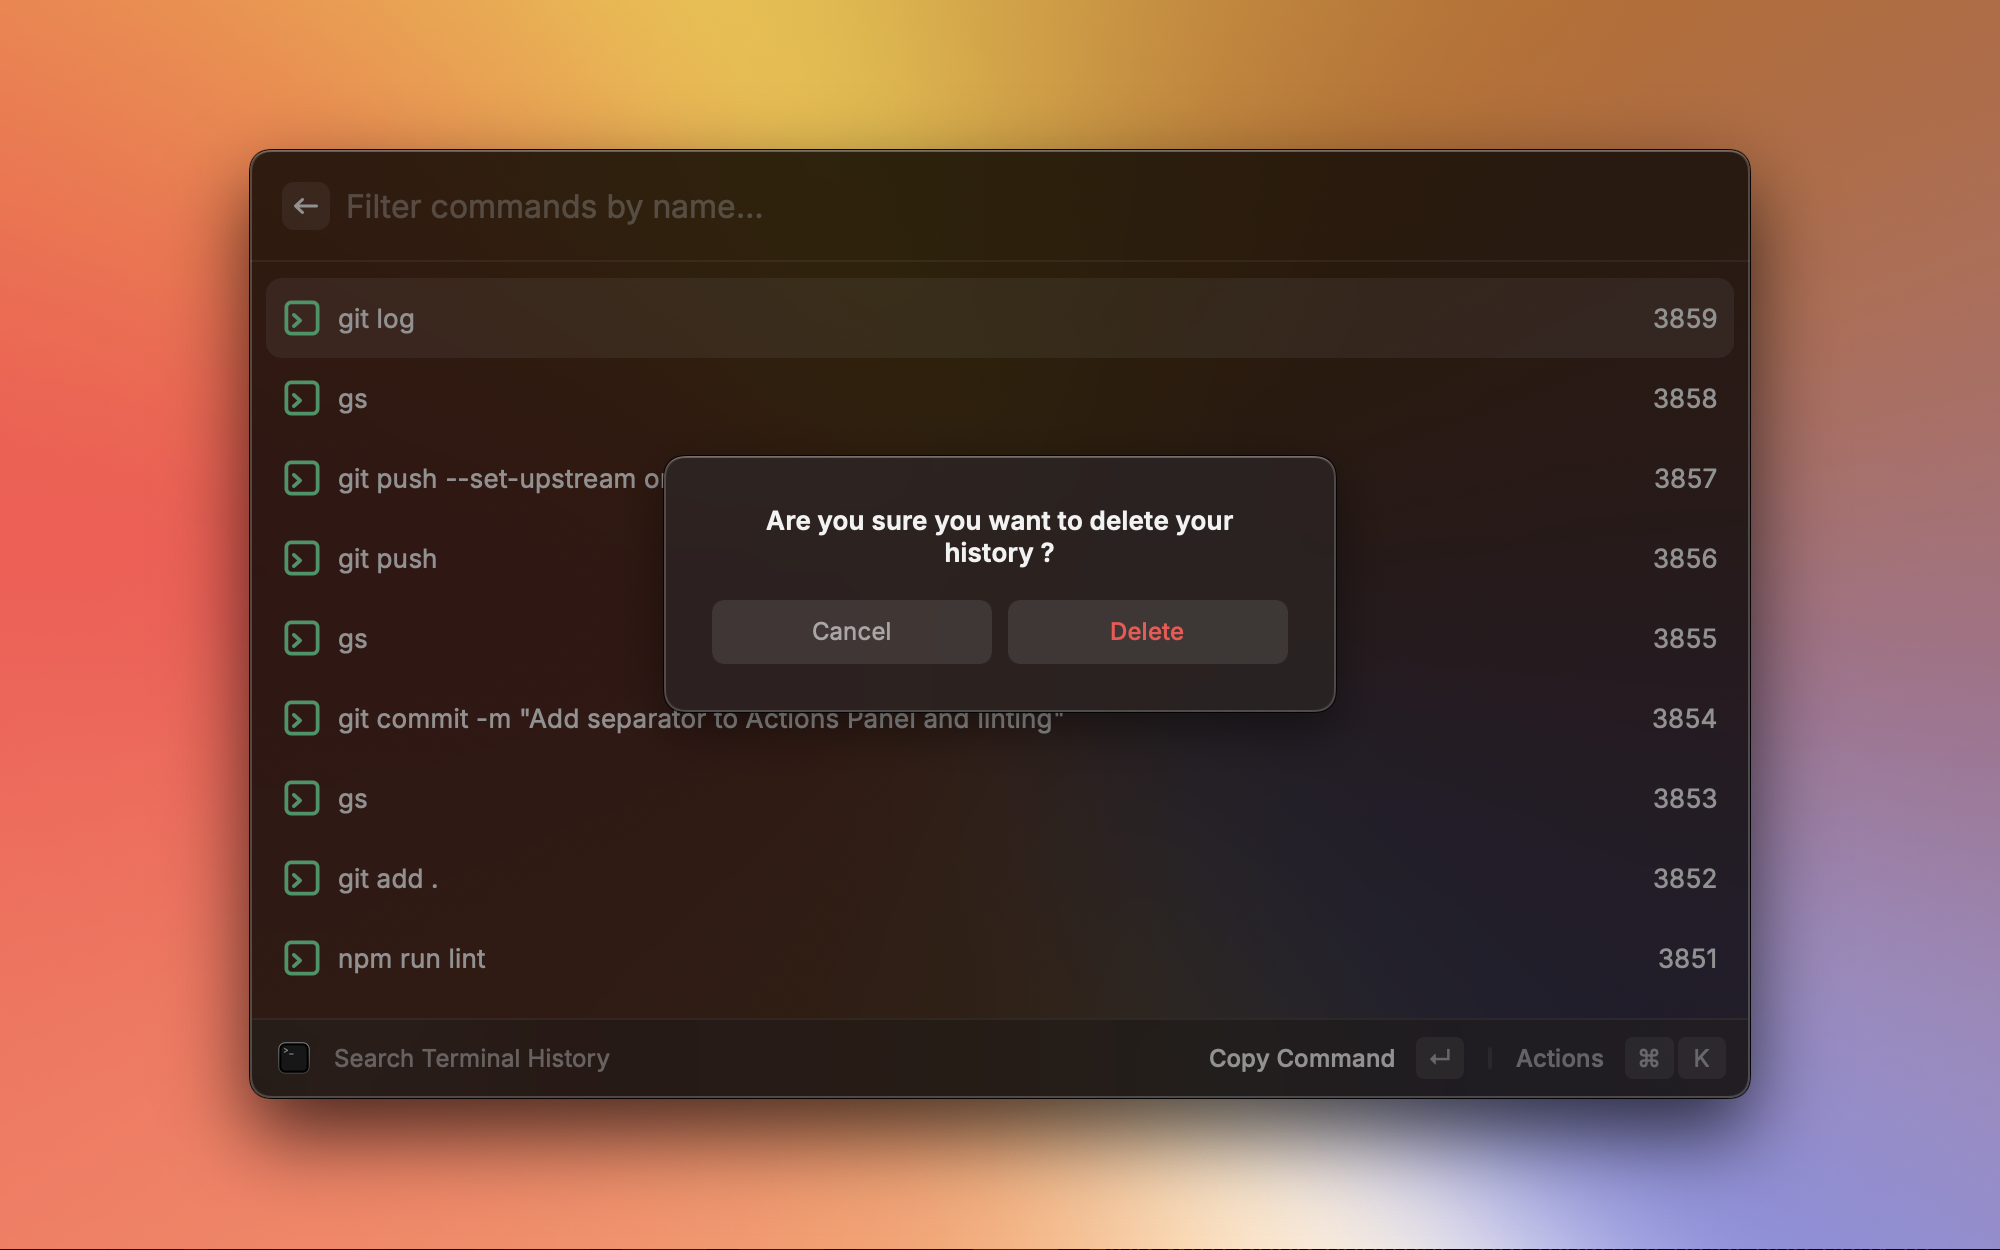 Filter commands by name...
git log 3859
gs 3858
git push --set-upstream 3857
git push 3856
gs 3855
git commit -m "Add separator to Actions Panel and linting" 3854
gs 3853
git add . 3852
npm run lint 3851
Are you sure you want to delete your
history ?
Cancel Delete
>_ Search Terminal History Copy Command ↵ | Actions ⌘ K